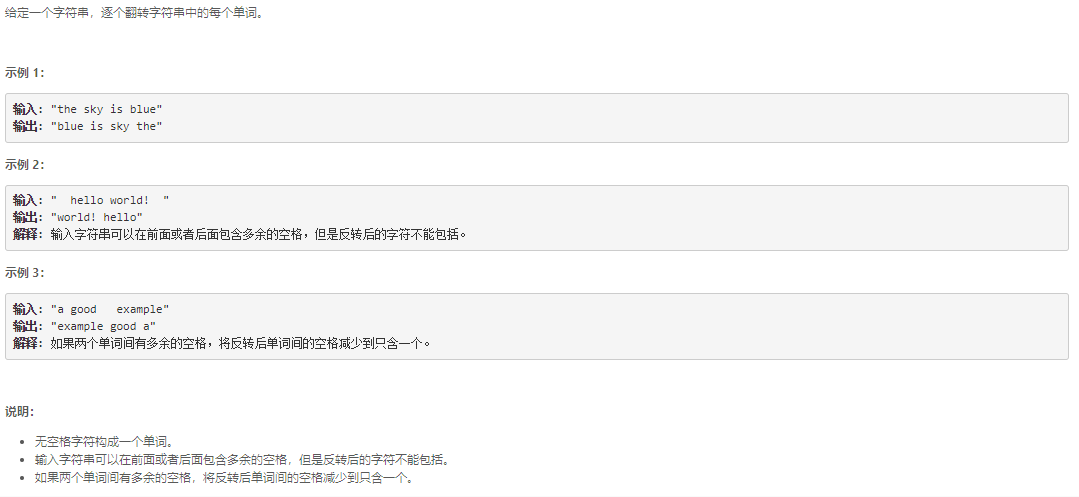 给定一个字符串，逐个翻转字符串中的每个单词。
示例 1：
输入: "the sky is blue"
输出: "blue is sky the"
示例 2：
输入: "  hello world!  "
输出: "world! hello"
解释: 输入字符串可以在前面或者后面包含多余的空格，但是反转后的字符不能包括。
示例 3：
输入: "a good   example"
输出: "example good a"
解释: 如果两个单词间有多余的空格，将反转后单词间的空格减少到只含一个。
说明：
• 无空格字符构成一个单词。
• 输入字符串可以在前面或者后面包含多余的空格，但是反转后的字符不能包括。
• 如果两个单词间有多余的空格，将反转后单词间的空格减少到只含一个。